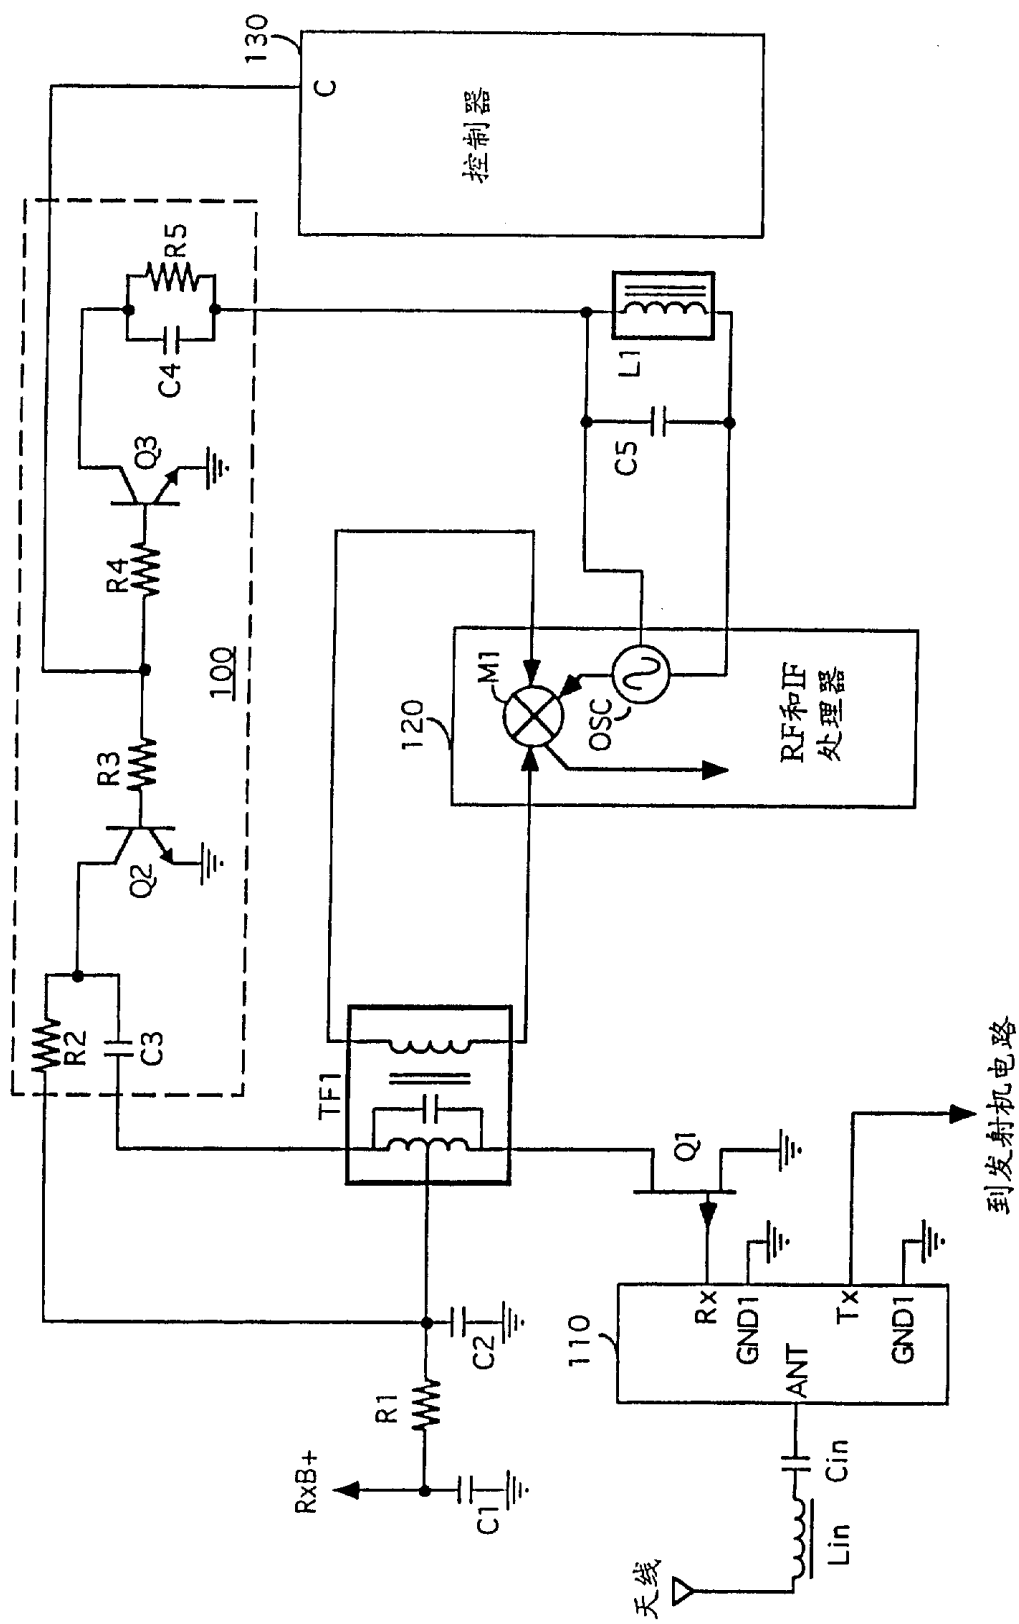 天线
Lin
Cin
110
ANT
Rx
GND1
Tx
GND1
到发射机电路
RxB+
C1
R1
C2
Q1
TF1
R2
C3
Q2
R3
100
R4
Q3
C4
R5
120
M1
OSC
RF和IF
处理器
C5
L1
130
C
控制器